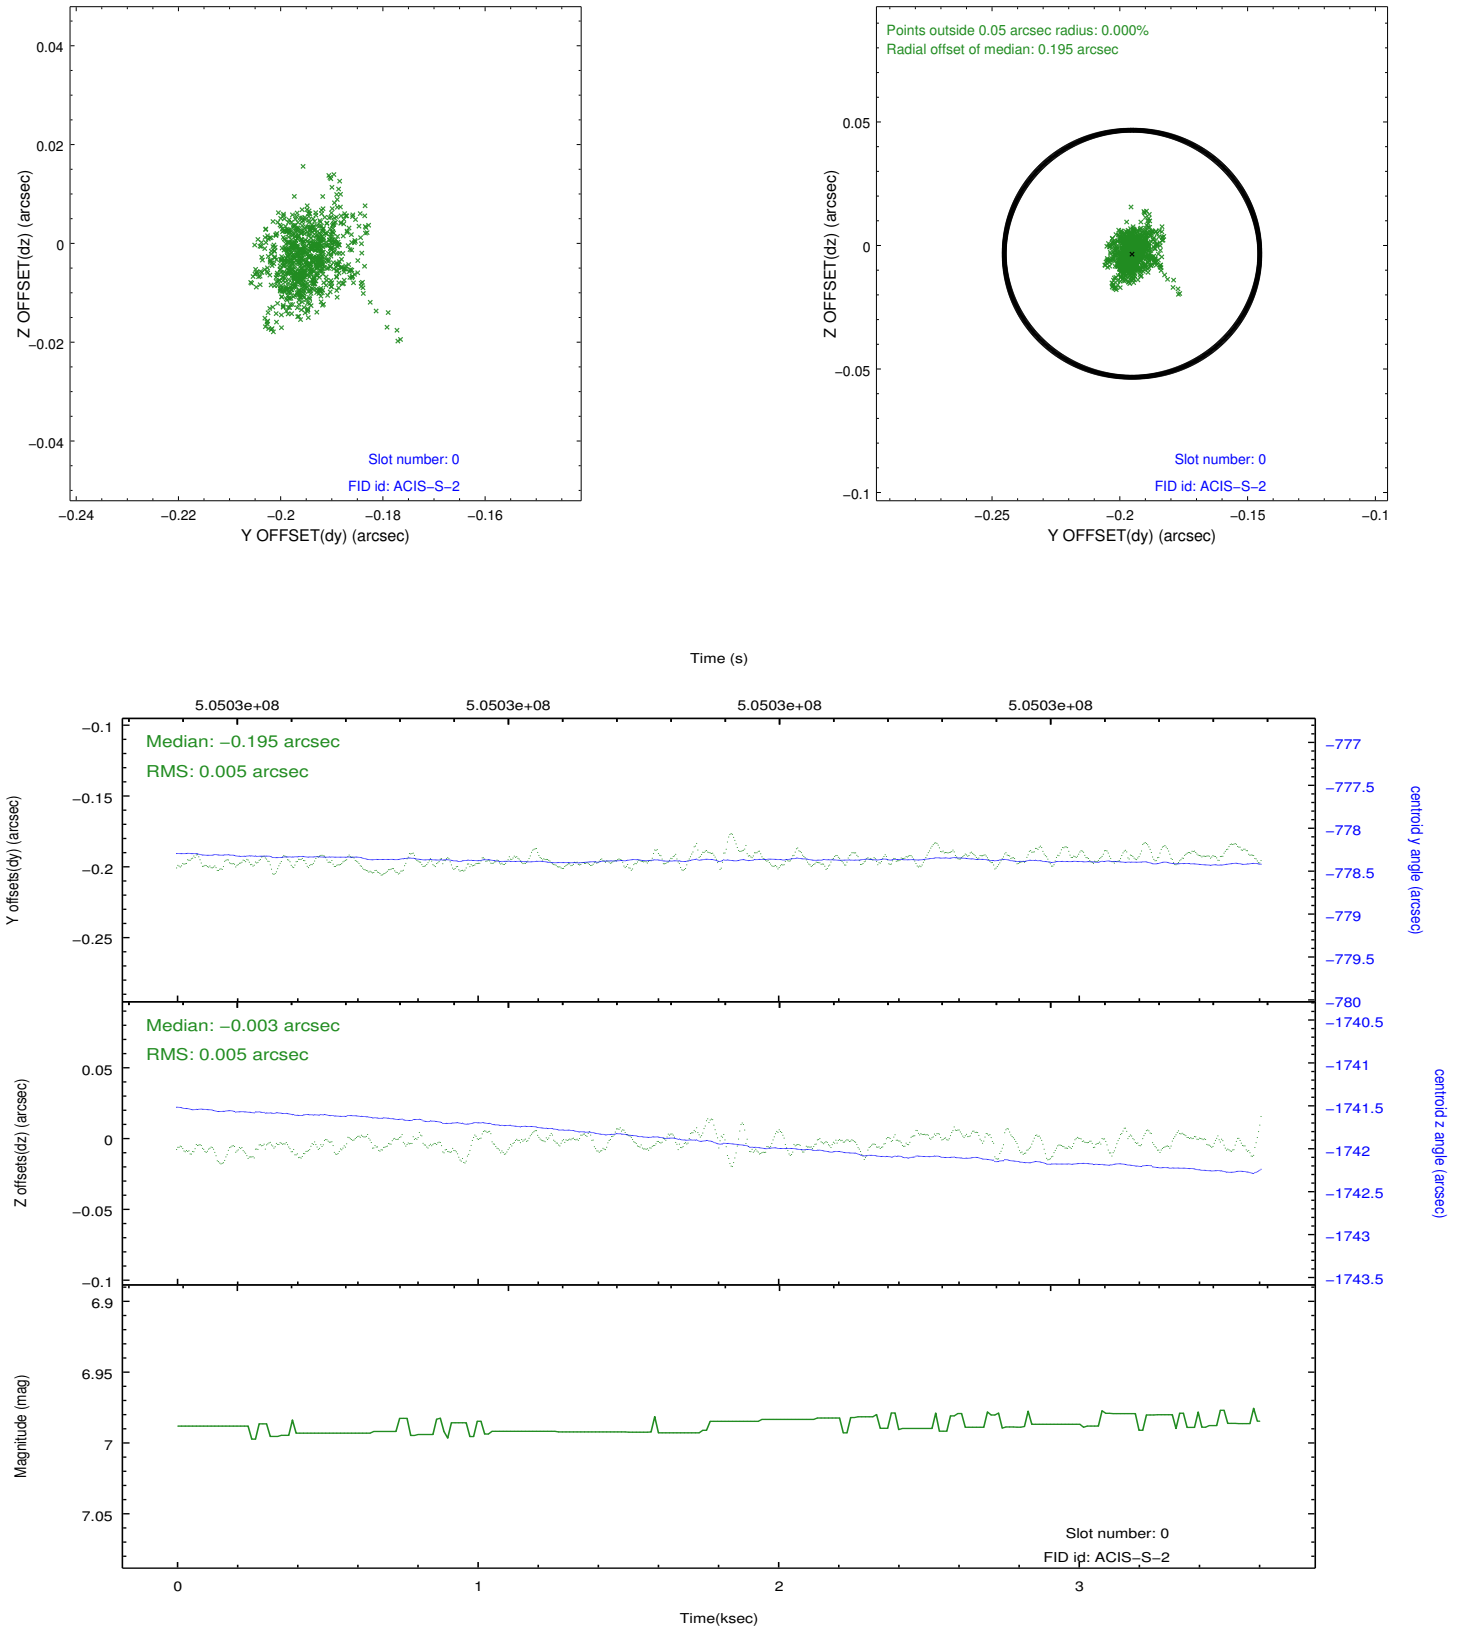 0.04
0.02
0
−0.02
−0.04
Z OFFSET(dz) (arcsec)
Slot number: 0
FID id: ACIS−S−2
−0.24 −0.22 −0.2 −0.18 −0.16
Y OFFSET(dy) (arcsec)
Points outside 0.05 arcsec radius: 0.000%
Radial offset of median: 0.195 arcsec
0.05
0
−0.05
−0.1
Z OFFSET(dz) (arcsec)
Slot number: 0
FID id: ACIS−S−2
−0.25 −0.2 −0.15 −0.1
Y OFFSET(dy) (arcsec)
Time (s)
5.0503e+08 5.0503e+08 5.0503e+08 5.0503e+08
Median: −0.195 arcsec
RMS: 0.005 arcsec
−0.1
−0.15
−0.2
−0.25
Y offsets(dy) (arcsec)
−777
−777.5
−778
−778.5
−779
−779.5
−780
centroid y angle (arcsec)
Median: −0.003 arcsec
RMS: 0.005 arcsec
0.05
0
−0.05
−0.1
Z offsets(dz) (arcsec)
−1740.5
−1741
−1741.5
−1742
−1742.5
−1743
−1743.5
centroid z angle (arcsec)
6.9
6.95
7
7.05
Magnitude (mag)
Slot number: 0
FID id: ACIS−S−2
0 1 2 3
Time(ksec)